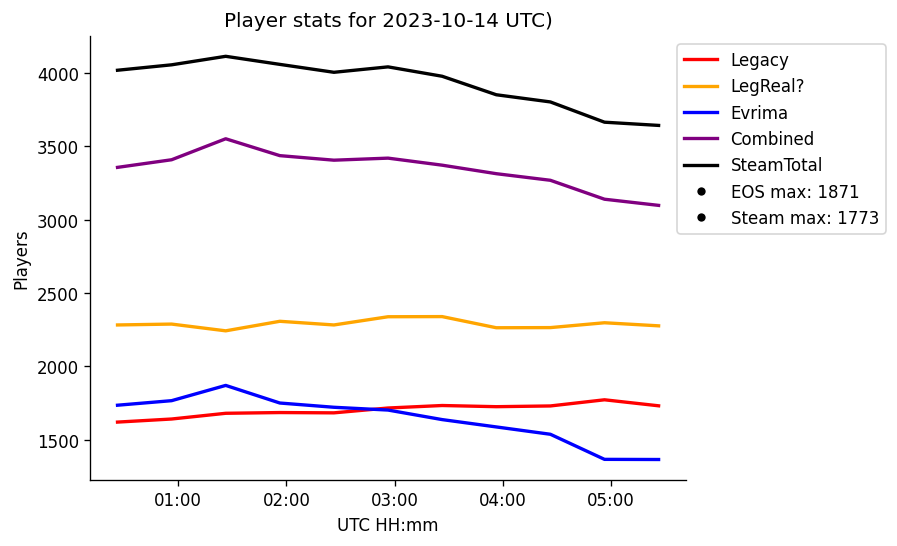 Player stats for 2023-10-14 UTC)
4000
3500
3000
2500
2000
1500
Players
01:00
02:00
03:00
04:00
05:00
UTC HH:mm
Legacy
LegReal?
Evrima
Combined
SteamTotal
EOS max: 1871
Steam max: 1773